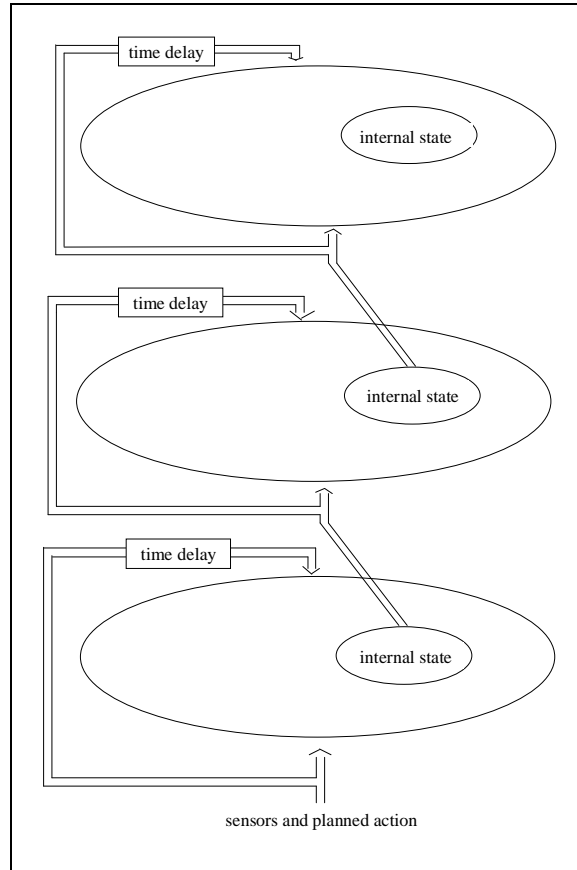 time delay
internal state
time delay
internal state
time delay
internal state
sensors and planned action